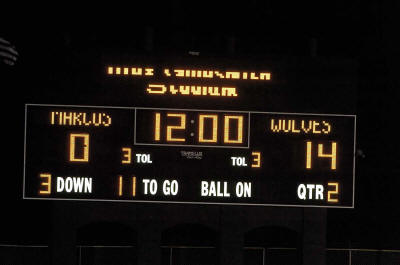 Stadium
MARCOS 12:00 WOLVES
0 3 TOL TOL 3 14
3 DOWN 11 TO GO BALL ON QTR 2